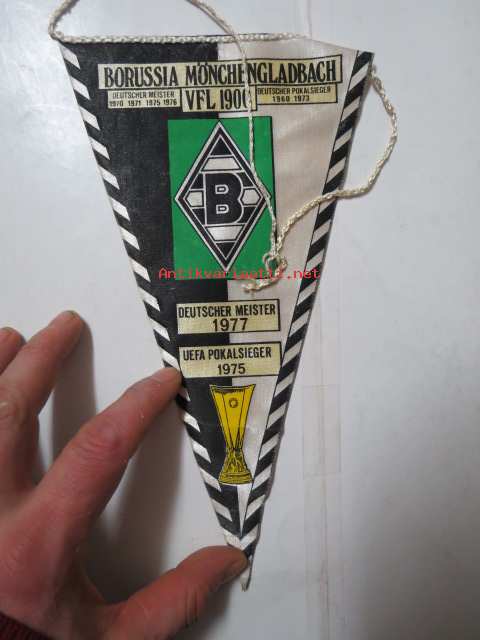 BORUSSIA MÖNCHENGLADBACH
DEUTSCHER MEISTER
1970 1971 1975 1976
VFL 1900
DEUTSCHER POKALSIEGER
1960 1973
B
Antikvariaatti.net
DEUTSCHER MEISTER
1977
UEFA POKALSIEGER
1975